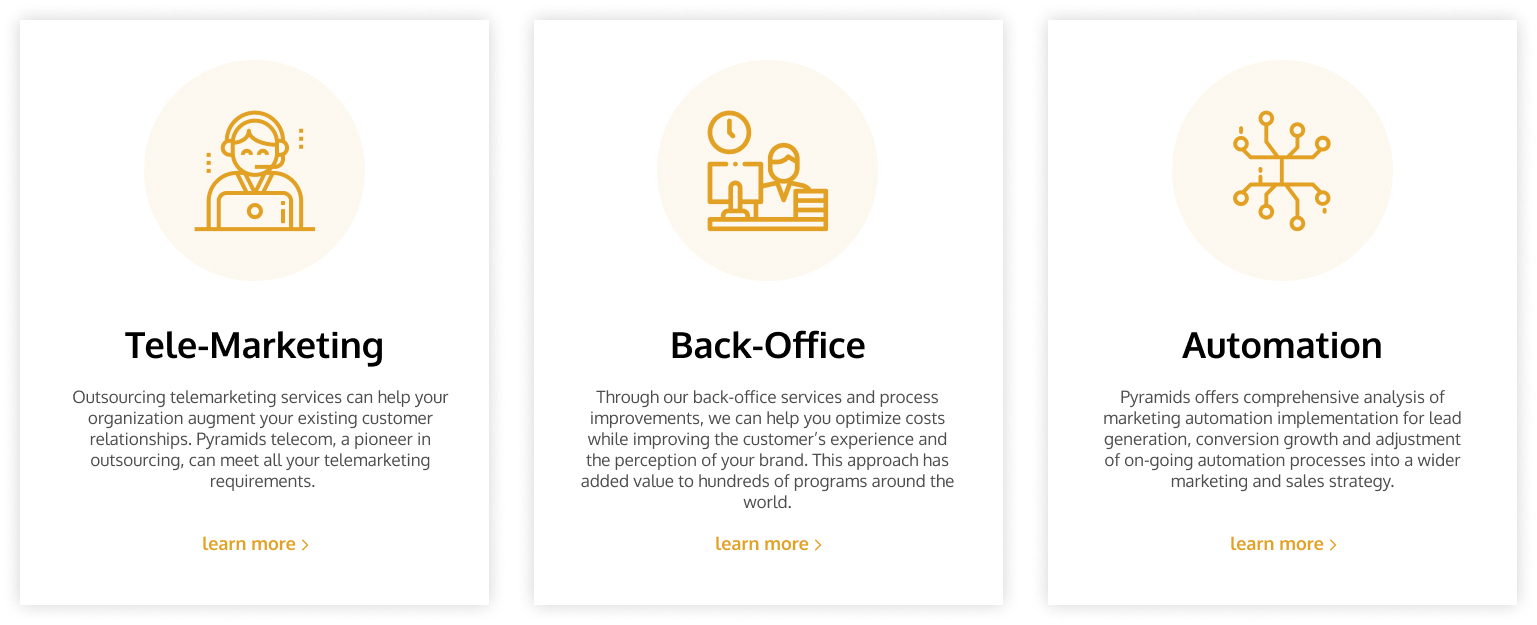 Tele-Marketing
Outsourcing telemarketing services can help your
organization augment your existing customer
relationships. Pyramids telecom, a pioneer in
outsourcing, can meet all your telemarketing
requirements.
learn more >
Back-Office
Through our back-office services and process
improvements, we can help you optimize costs
while improving the customer’s experience and
the perception of your brand. This approach has
added value to hundreds of programs around the
world.
learn more >
Automation
Pyramids offers comprehensive analysis of
marketing automation implementation for lead
generation, conversion growth and adjustment
of on-going automation processes into a wider
marketing and sales strategy.
learn more >